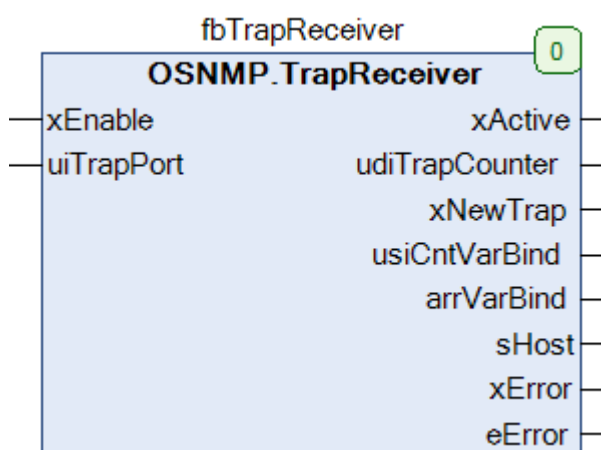 fbTrapReceiver
0
OSNMP.TrapReceiver
xEnable xActive
uiTrapPort udiTrapCounter
xNewTrap
usiCntVarBind
arrVarBind
sHost
xError
eError